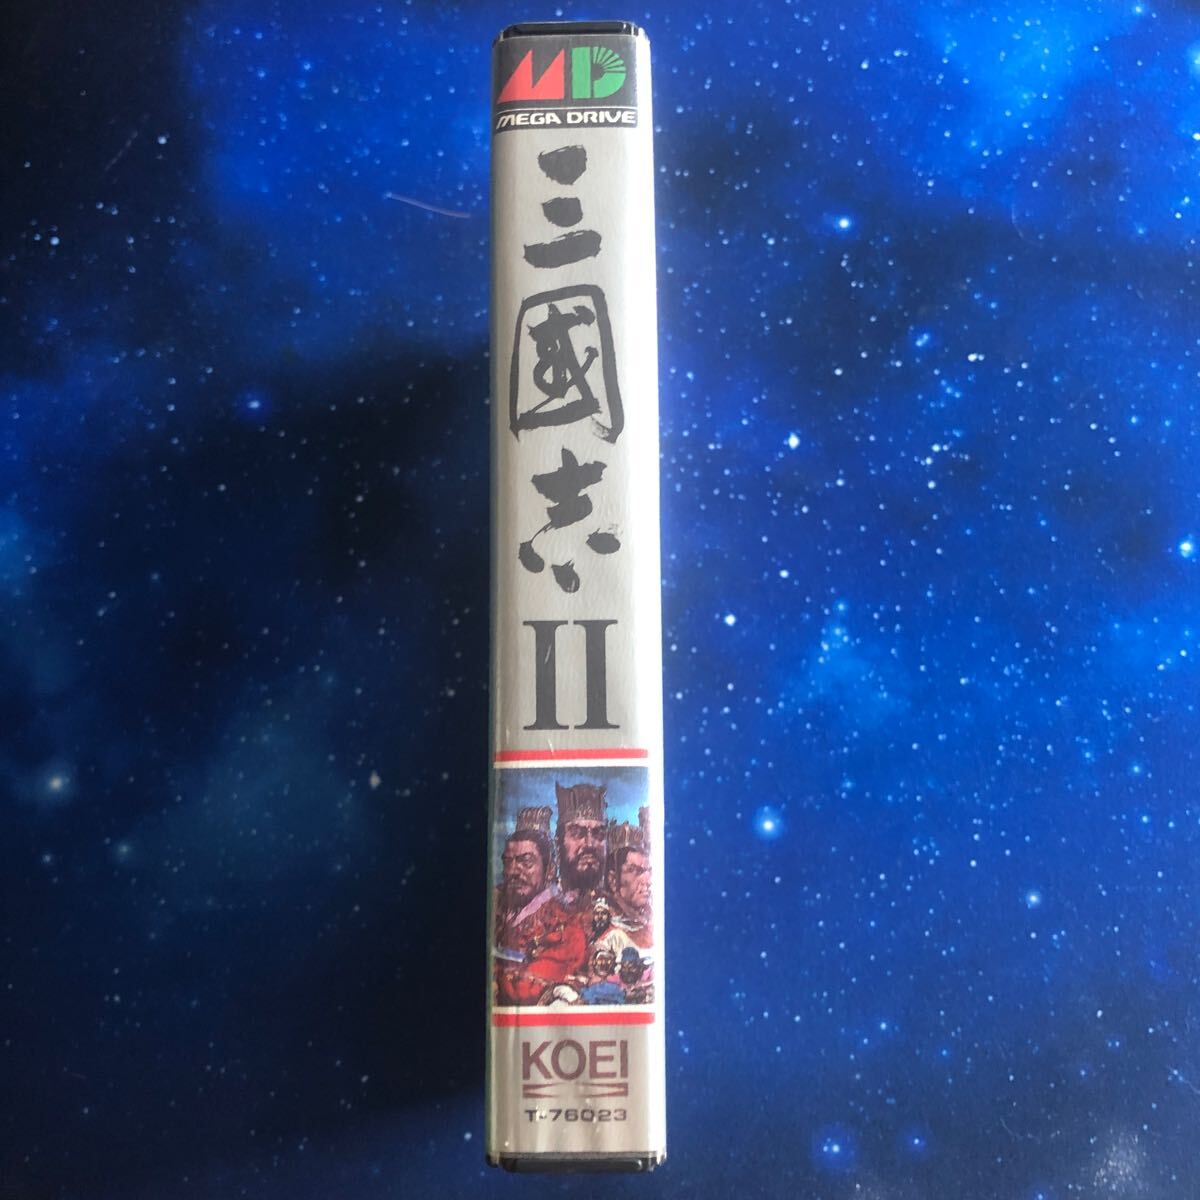 MD
MEGA DRIVE
三國志
II
KOEI
T-76023